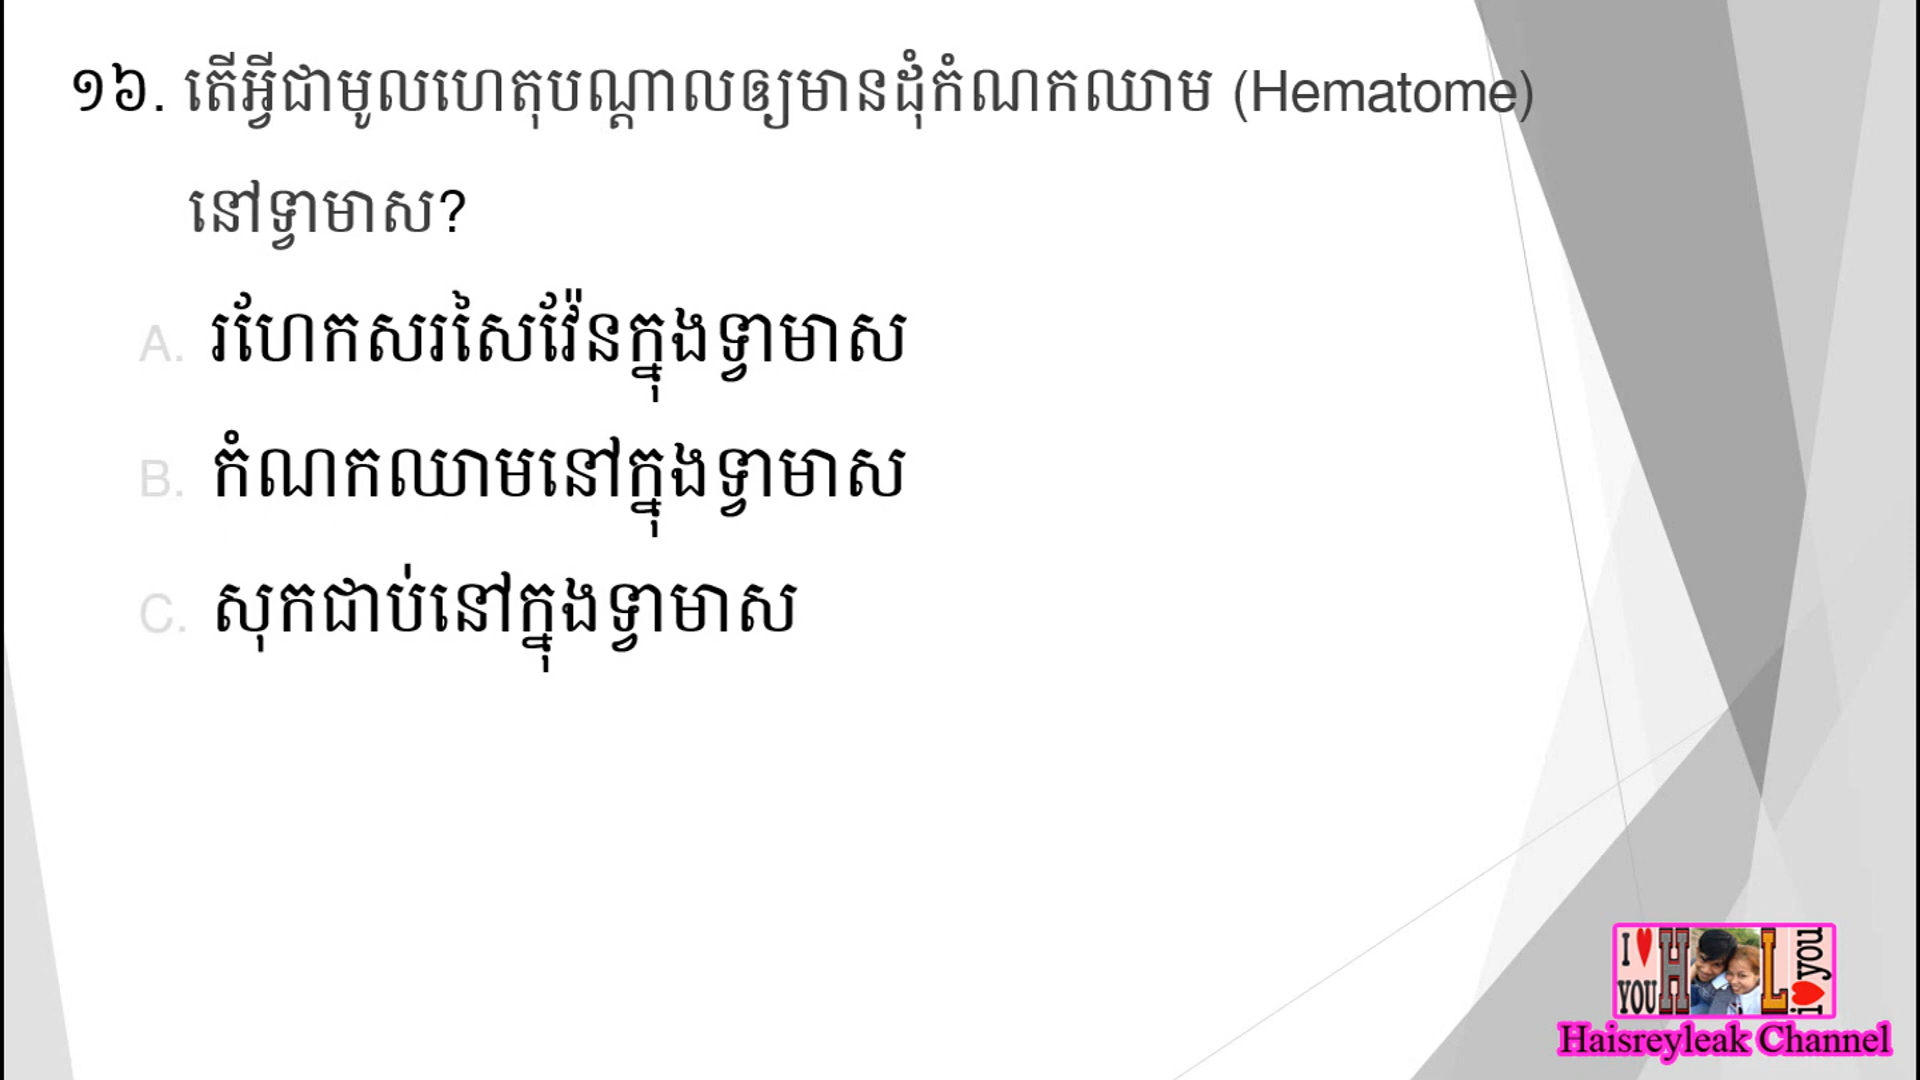 ១៦. តើអ្វីជាមូលហេតុបណ្តាលឲ្យមានដុំកំណកឈាម (Hematome)
នៅទ្វាមាស?
A. រហែកសរសៃវ៉ែនក្នុងទ្វាមាស
B. កំណកឈាមនៅក្នុងទ្វាមាស
C. សុកជាប់នៅក្នុងទ្វាមាស
I ♥ YOU H L i ♥ you
Haisreyleak Channel